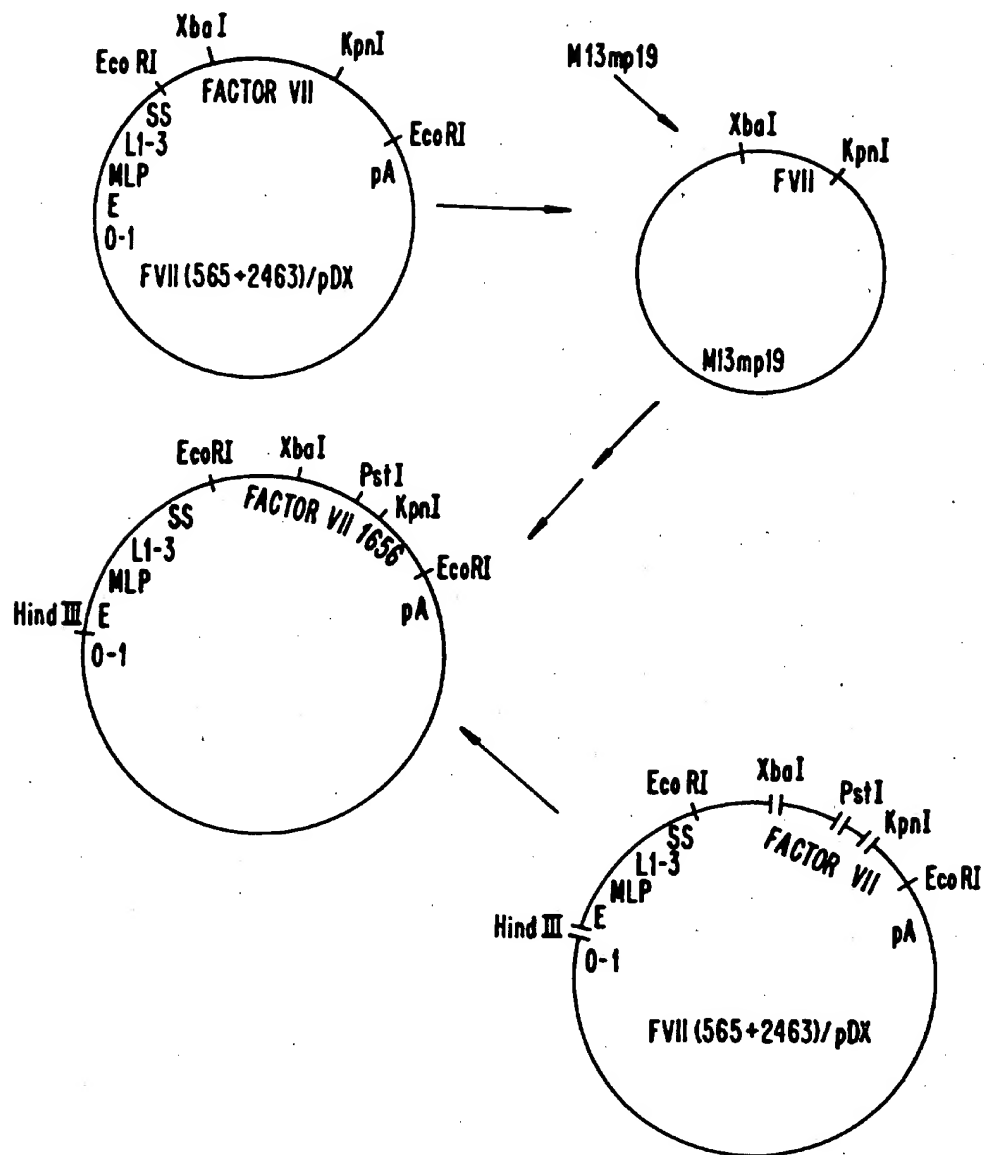 Xba I
KpnI
Eco RI
FACTOR VII
SS
L1-3
MLP
E
0-1
EcoRI
pA
FVII (565+2463)/pDX
M13mp19
XbaI
KpnI
FVII
M13mp19
EcoRI
XbaI
PstI
KpnI
SS
FACTOR VII 1656
L1-3
MLP
EcoRI
Hind III
E
pA
0-1
Eco RI
XbaI
PstI
KpnI
SS
FACTOR VII
L1-3
MLP
EcoRI
Hind III
E
pA
0-1
FVII (565+2463)/pDX